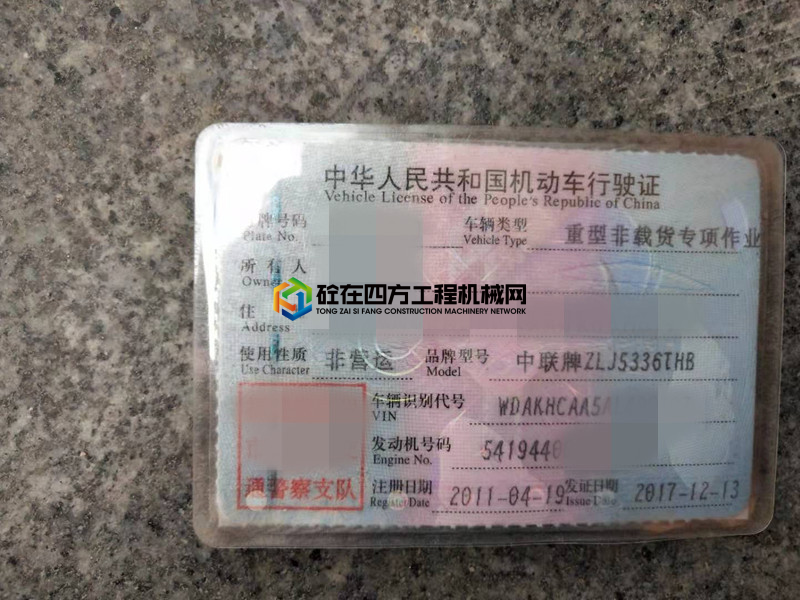 中华人民共和国机动车行驶证
Vehicle License of the People's Republic of China
牌号码 车辆类型 重型非载货专项作业
Plate No. Vehicle Type
所有人
Owner
砼在四方工程机械网
TONG ZAI SI FANG CONSTRUCTION MACHINERY NETWORK
住
Address
使用性质 非营运 品牌型号 中联牌ZLJ5336THB
Use Character Model
车辆识别代号 WDAKHCAA5A
VIN
发动机号码 5419440
Engine No.
通警察支队 注册日期 2011-04-19 发证日期 2017-12-13
Register Date Issue Date